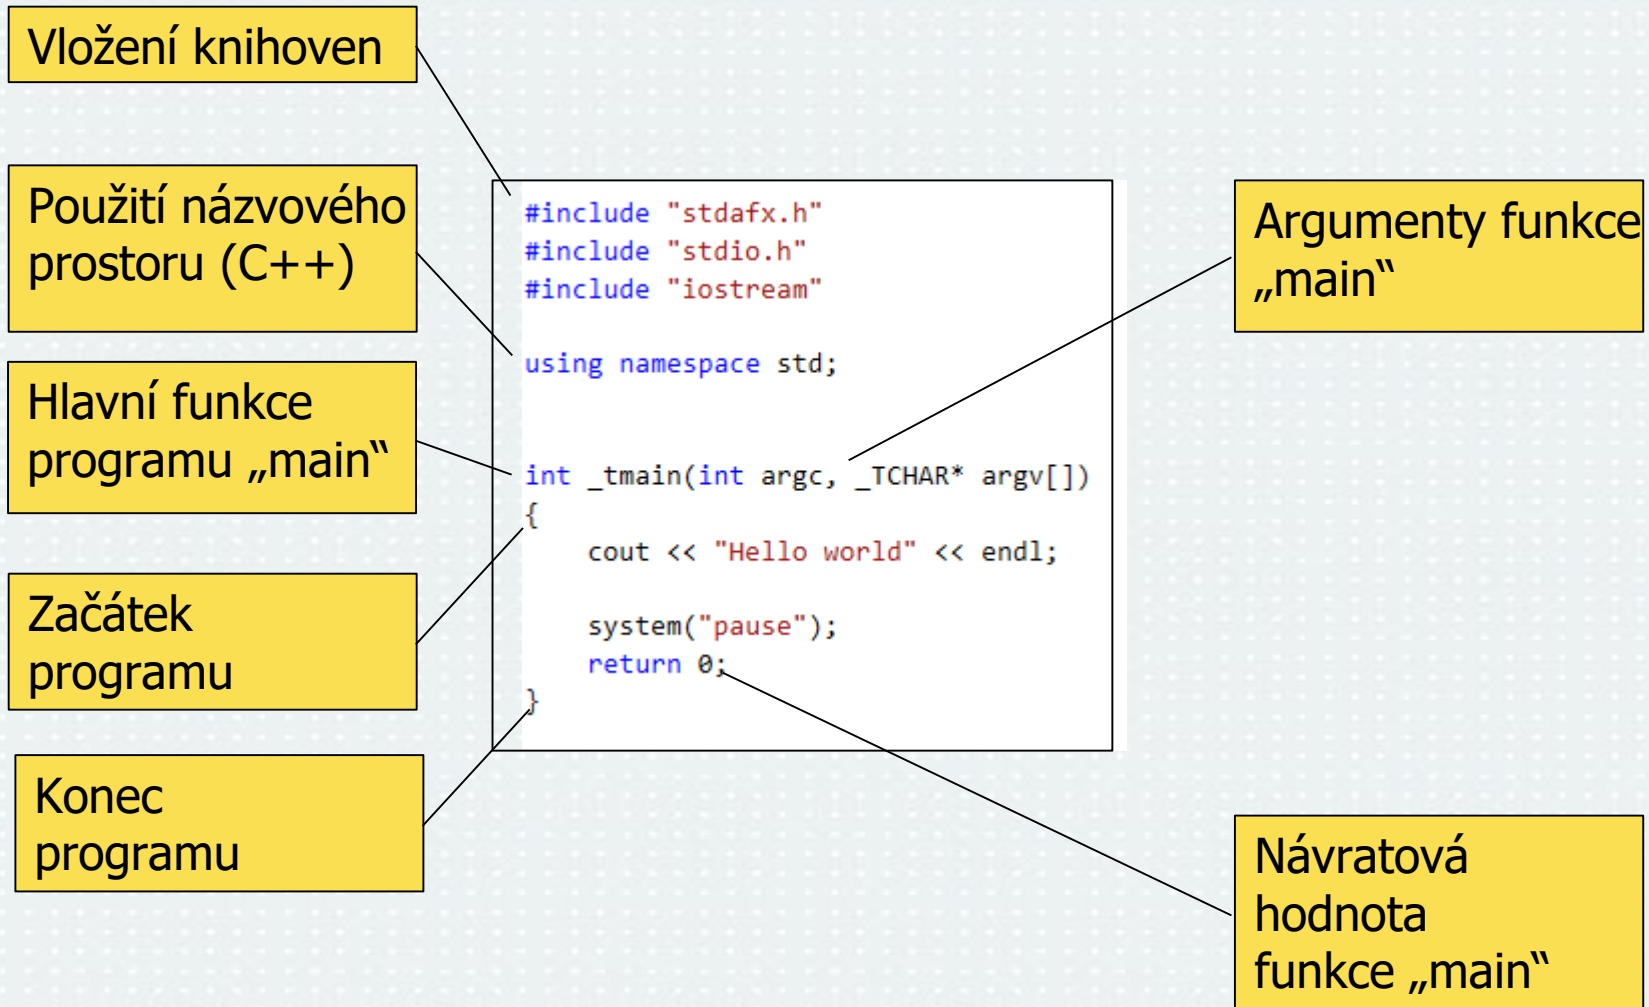 Vložení knihoven
Použití názvového
prostoru (C++)
Hlavní funkce
programu „main“
Začátek
programu
Konec
programu
#include "stdafx.h"
#include "stdio.h"
#include "iostream"
using namespace std;
int _tmain(int argc, _TCHAR* argv[])
{
cout << "Hello world" << endl;
system("pause");
return 0;
}
Argumenty funkce
„main“
Návratová
hodnota
funkce „main“